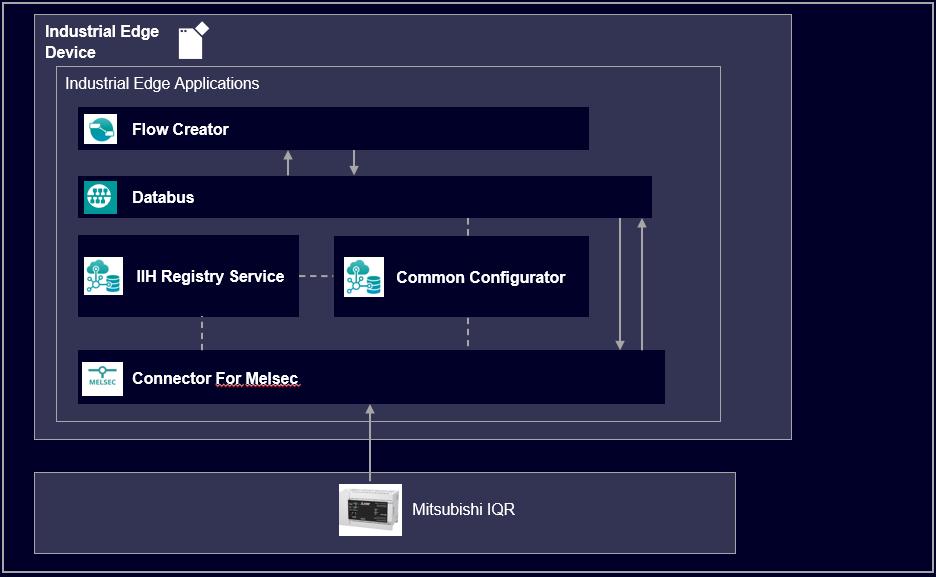 Industrial Edge
Device
Industrial Edge Applications
Flow Creator
Databus
IIH Registry Service
Common Configurator
MELSEC
Connector For Melsec
Mitsubishi IQR